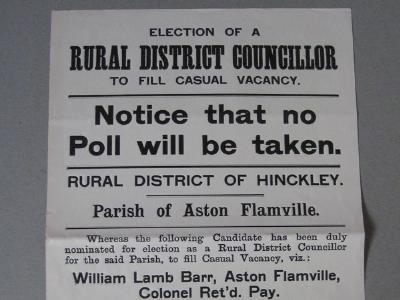 ELECTION OF A
RURAL DISTRICT COUNCILLOR
TO FILL CASUAL VACANCY.
Notice that no
Poll will be taken.
RURAL DISTRICT OF HINCKLEY.
Parish of Aston Flamville.
Whereas the following Candidate has been duly
nominated for election as a Rural District Councillor
for the said Parish, to fill Casual Vacancy, viz.:
William Lamb Barr, Aston Flamville,
Colonel Ret'd. Pay.